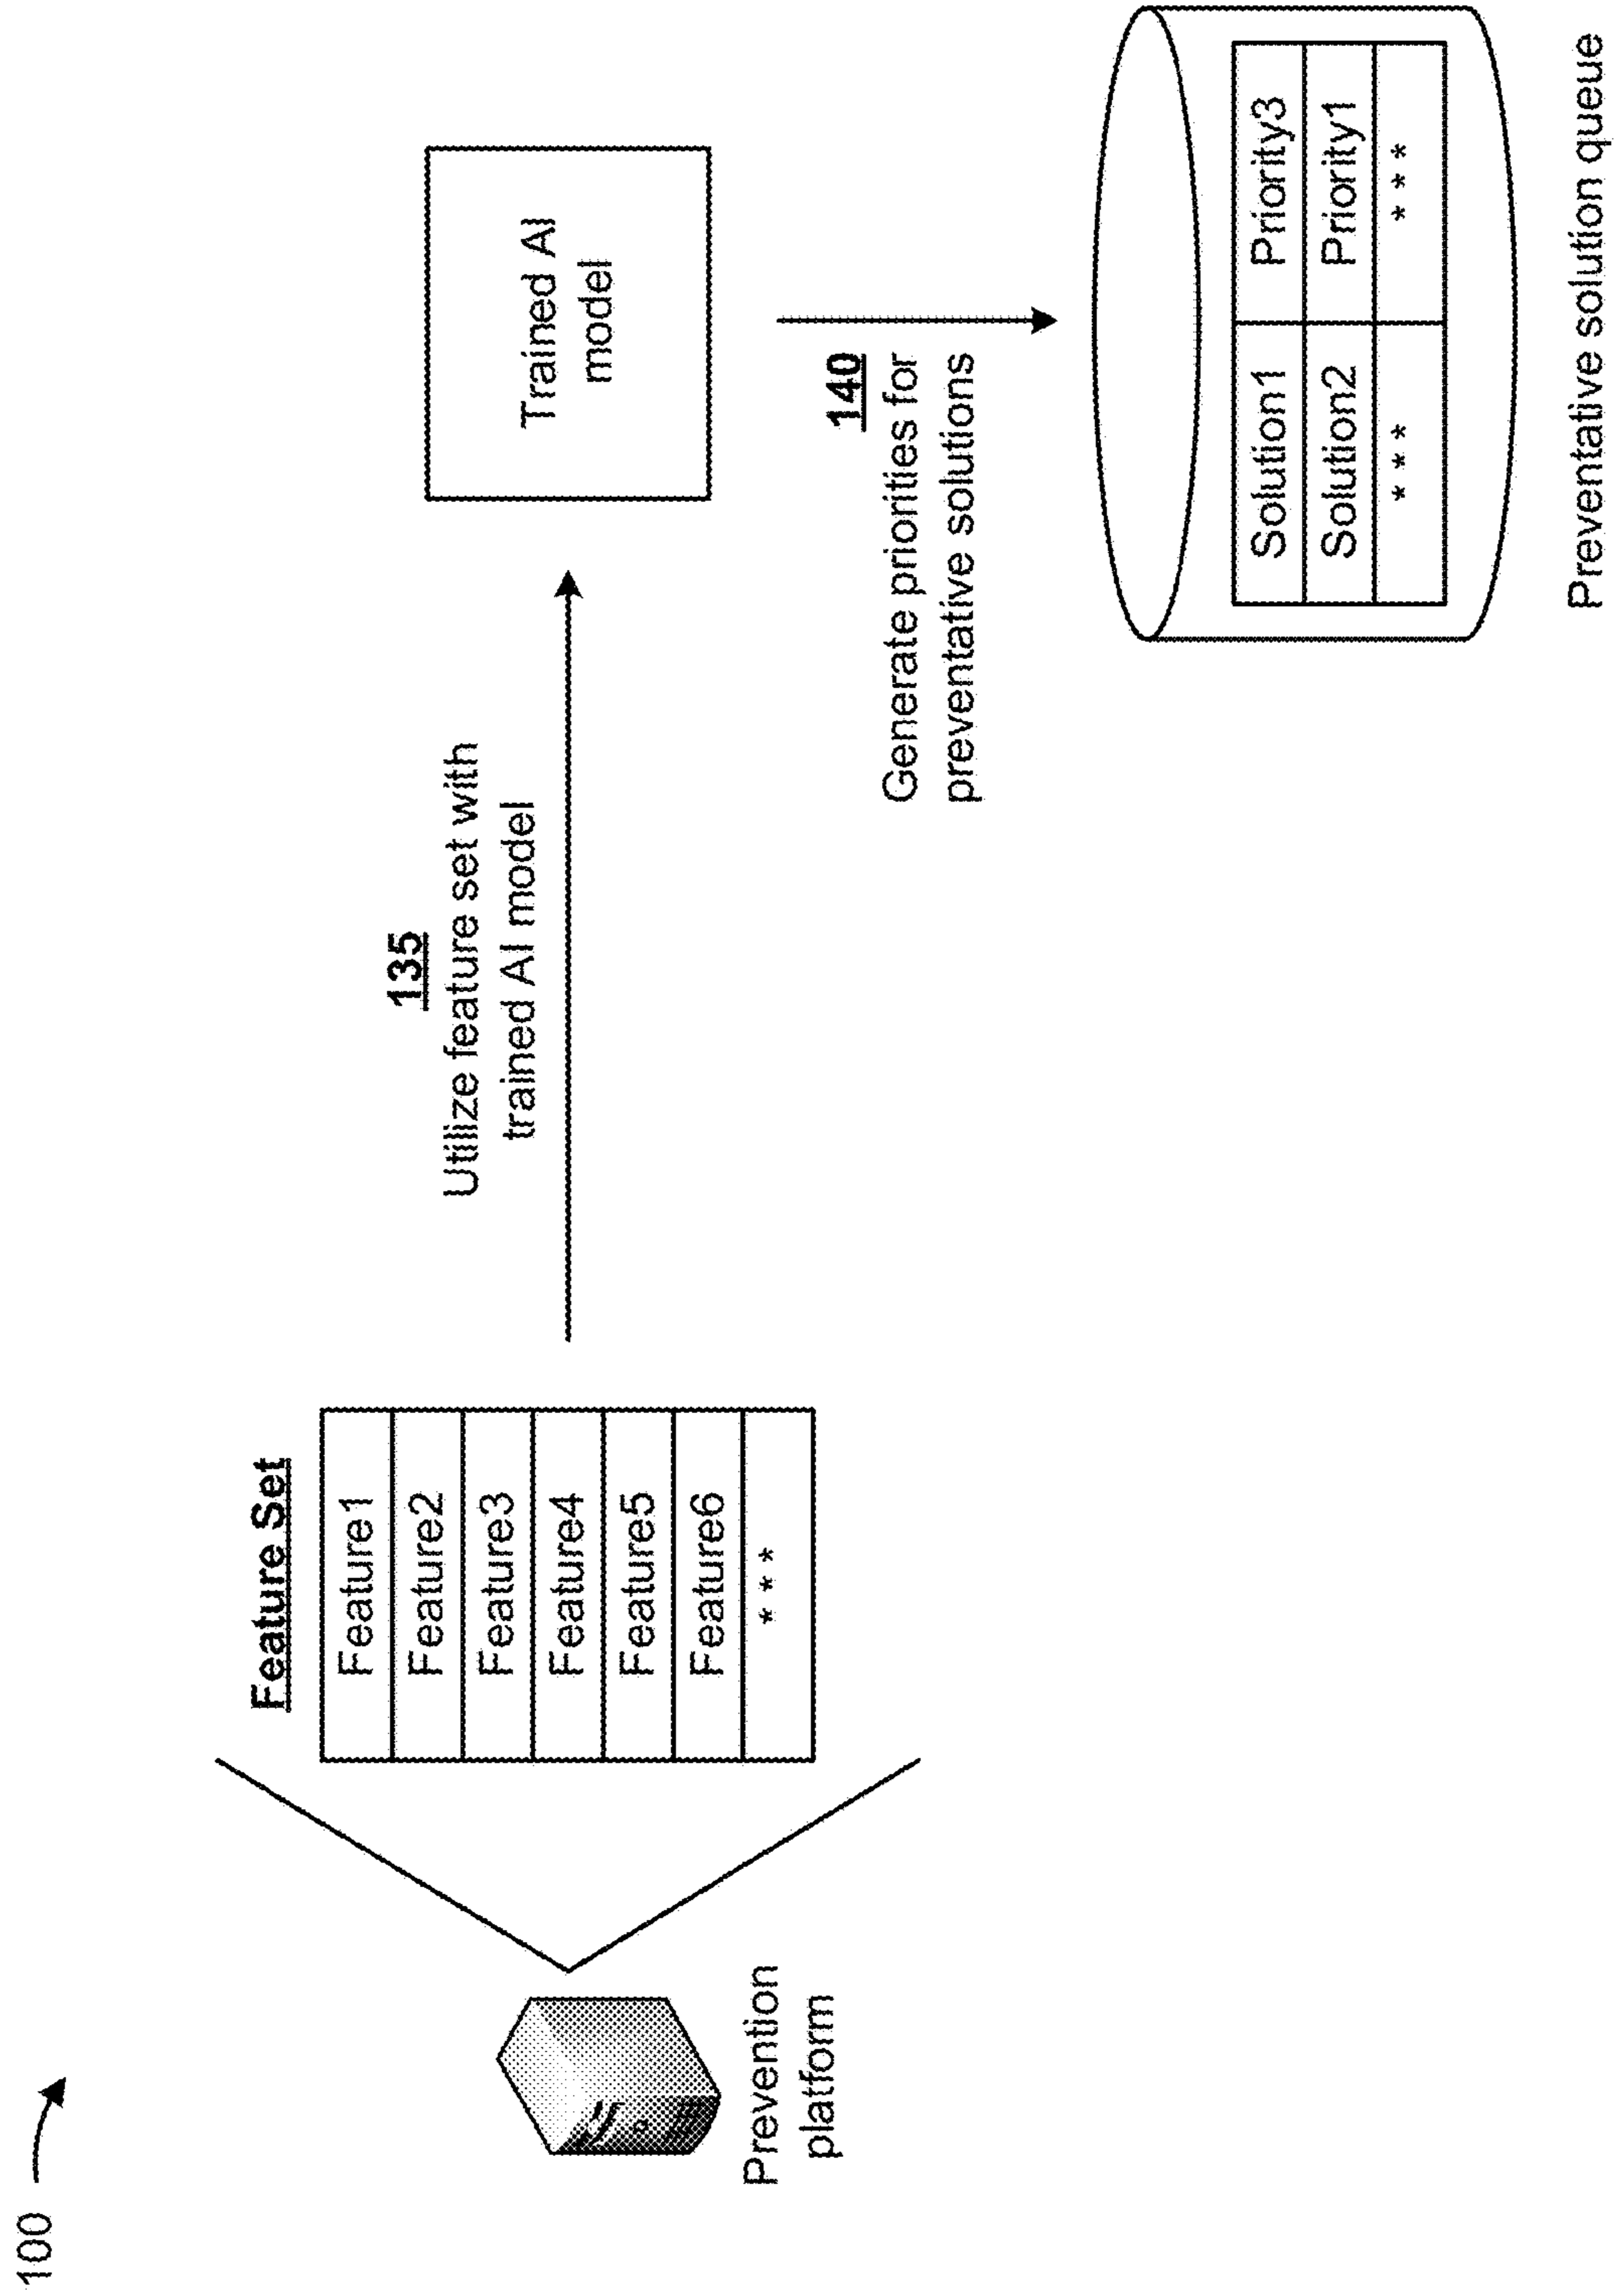 100
Prevention
platform
Feature Set
Feature1
Feature2
Feature3
Feature4
Feature5
Feature6
***
135
Utilize feature set with
trained AI model
Trained AI
model
140
Generate priorities for
preventative solutions
Solution1 Priority3
Solution2 Priority1
*** ***
Preventative solution queue